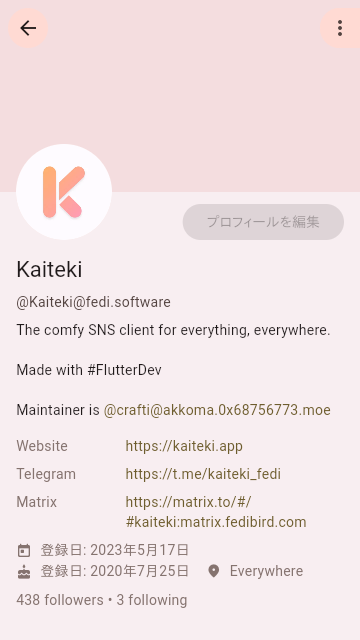 プロフィールを編集
Kaiteki
@Kaiteki@fedi.software
The comfy SNS client for everything, everywhere.
Made with #FlutterDev
Maintainer is @crafti@akkoma.0x68756773.moe
Website https://kaiteki.app
Telegram https://t.me/kaiteki_fedi
Matrix https://matrix.to/#/
#kaiteki:matrix.fedibird.com
登録日: 2023年5月17日
登録日: 2020年7月25日 Everywhere
438 followers • 3 following